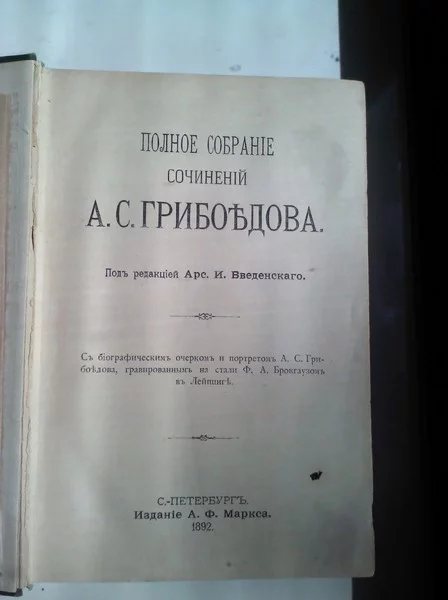 ПОЛНОЕ СОБРАНІЕ
СОЧИНЕНІЙ
А. С. ГРИБОѢДОВА.
Подъ редакціей Арс. И. Введенскаго.
Съ біографическимъ очеркомъ и портретомъ А. С. Гри-
боѣдова, гравированнымъ на стали Ф. А. Брокгаузомъ
въ Лейпцигѣ.
С.-ПЕТЕРБУРГЪ.
Изданіе А. Ф. Маркса.
1892.